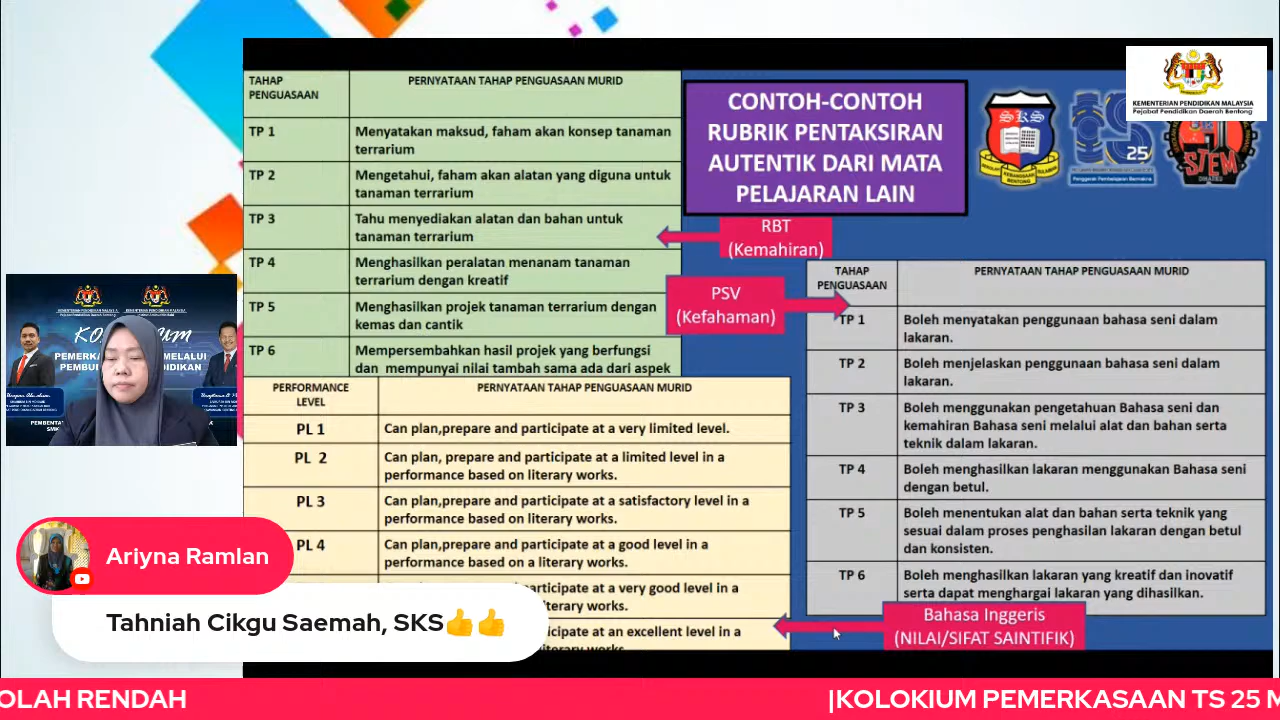 TAHAP
PENGUASAAN
PERNYATAAN TAHAP PENGUASAAN MURID
TP 1
Menyatakan maksud, faham akan konsep tanaman
terrarium
TP 2
Mengetahui, faham akan alatan yang diguna untuk
tanaman terrarium
TP 3
Tahu menyediakan alatan dan bahan untuk
tanaman terrarium
TP 4
Menghasilkan peralatan menanam tanaman
terrarium dengan kreatif
TP 5
Menghasilkan projek tanaman terrarium dengan
kemas dan cantik
TP 6
Mempersembahkan hasil projek yang berfungsi
dan mempunyai nilai tambah sama ada dari aspek
CONTOH-CONTOH
RUBRIK PENTAKSIRAN
AUTENTIK DARI MATA
PELAJARAN LAIN
KEMENTERIAN PENDIDIKAN MALAYSIA
Pejabat Pendidikan Daerah Bentong
SKS
25
STEM
RBT
(Kemahiran)
PSV
(Kefahaman)
TAHAP
PENGUASAAN
PERNYATAAN TAHAP PENGUASAAN MURID
TP 1
Boleh menyatakan penggunaan bahasa seni dalam
lakaran.
TP 2
Boleh menjelaskan penggunaan bahasa seni dalam
lakaran.
TP 3
Boleh menggunakan pengetahuan Bahasa seni dan
kemahiran Bahasa seni melalui alat dan bahan serta
teknik dalam lakaran.
TP 4
Boleh menghasilkan lakaran menggunakan Bahasa seni
dengan betul.
TP 5
Boleh menentukan alat dan bahan serta teknik yang
sesuai dalam proses penghasilan lakaran dengan betul
dan konsisten.
TP 6
Boleh menghasilkan lakaran yang kreatif dan inovatif
serta dapat menghargai lakaran yang dihasilkan.
PERFORMANCE
LEVEL
PERNYATAAN TAHAP PENGUASAAN MURID
PL 1
Can plan,prepare and participate at a very limited level.
PL 2
Can plan, prepare and participate at a limited level in a
performance based on literary works.
PL 3
Can plan,prepare and participate at a satisfactory level in a
performance based on literary works.
PL 4
Can plan,prepare and participate at a good level in a
performance based on a literary works.
ticipate at a very good level in a
terary works.
icipate at an excellent level in a
literary works.
Bahasa Inggeris
(NILAI/SIFAT SAINTIFIK)
Ariyna Ramlan
Tahniah Cikgu Saemah, SKS👍👍
OLAH RENDAH
|KOLOKIUM PEMERKASAAN TS 25 M